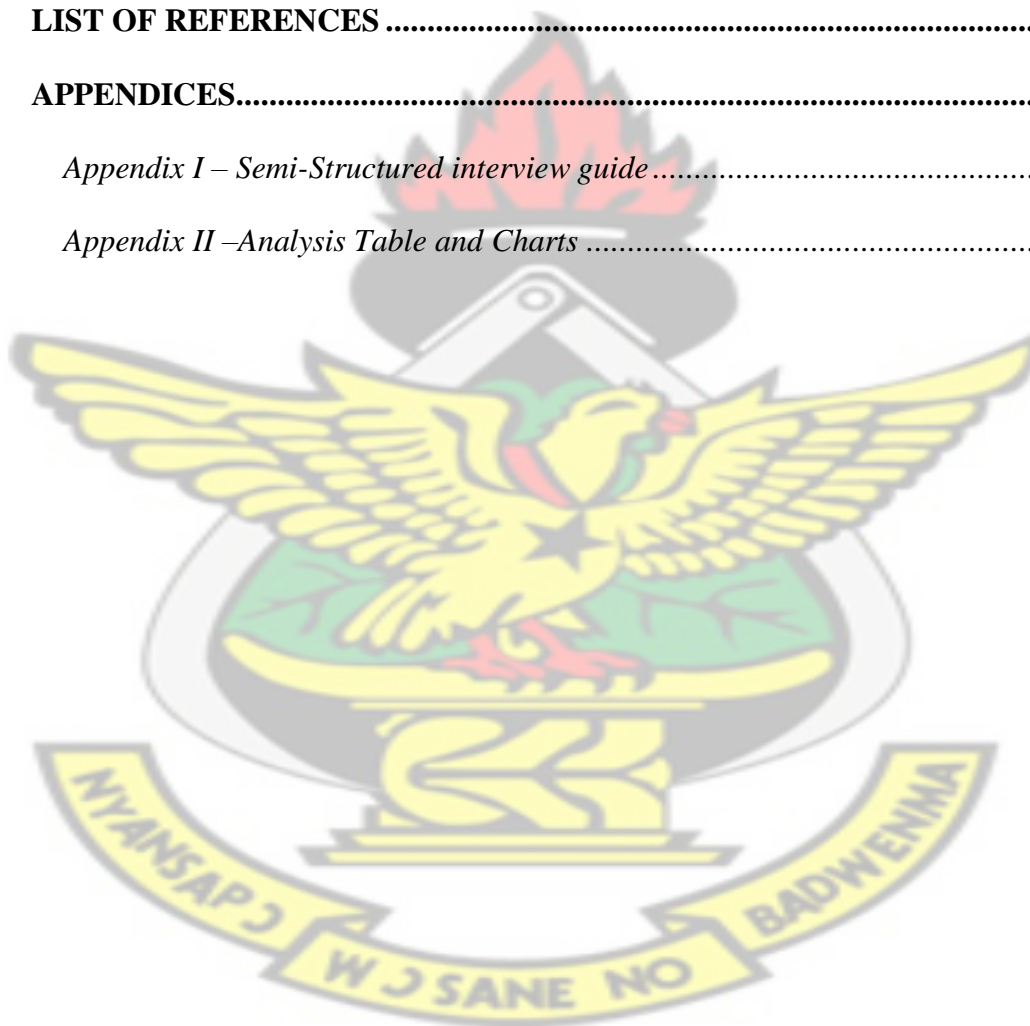 LIST OF REFERENCES ..........................................................................
APPENDICES............................................................................................
Appendix I – Semi-Structured interview guide ..............................................
Appendix II –Analysis Table and Charts ......................................................
NYANSAPƆ WƆSANE NO BADWENMA